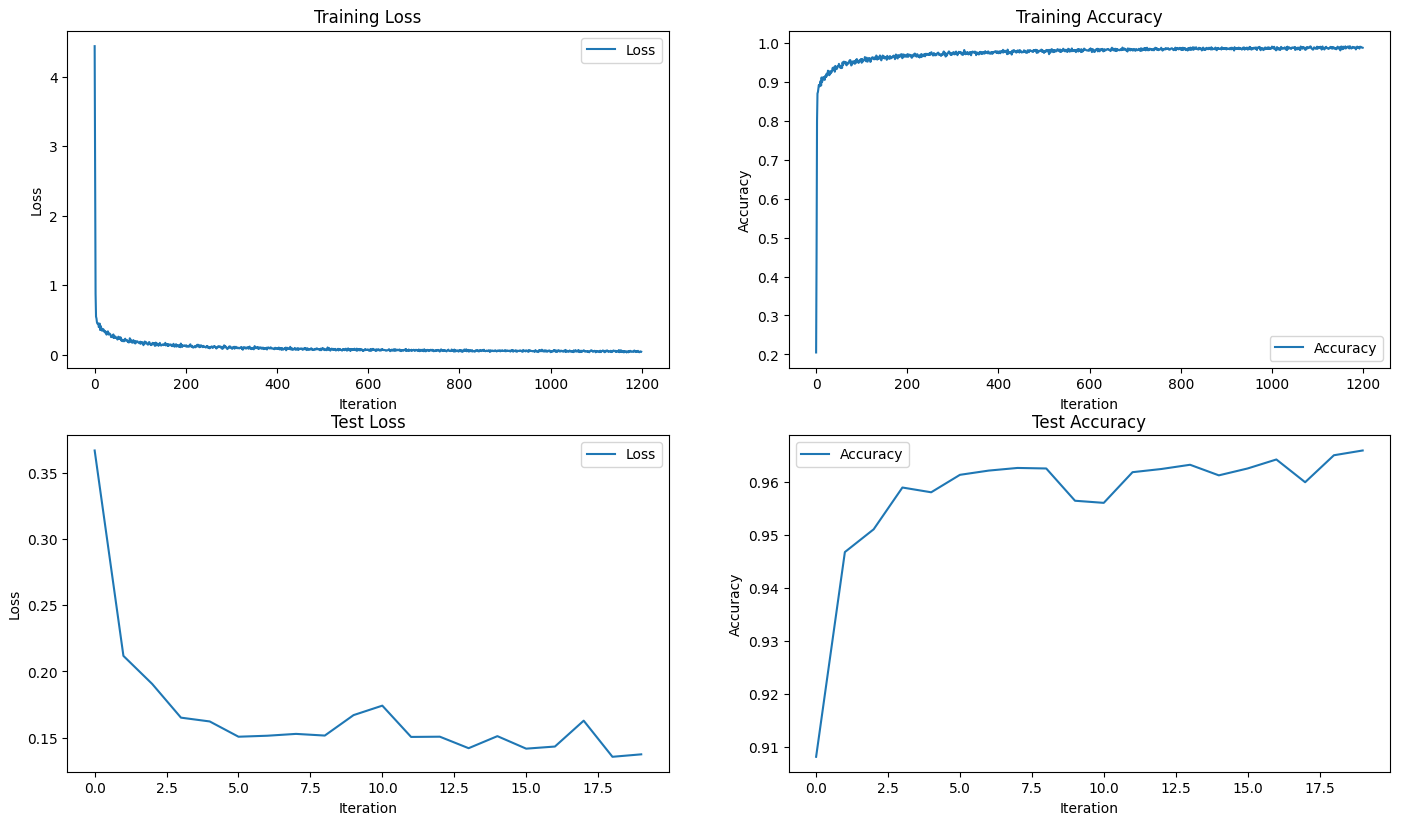 Training Loss
Loss
4
3
2
1
0
Loss
0 200 400 600 800 1000 1200
Iteration
Training Accuracy
1.0
0.9
0.8
0.7
0.6
0.5
0.4
0.3
0.2
Accuracy
Accuracy
0 200 400 600 800 1000 1200
Iteration
Test Loss
Loss
0.35
0.30
0.25
0.20
0.15
Loss
0.0 2.5 5.0 7.5 10.0 12.5 15.0 17.5
Iteration
Test Accuracy
Accuracy
0.96
0.95
0.94
0.93
0.92
0.91
Accuracy
0.0 2.5 5.0 7.5 10.0 12.5 15.0 17.5
Iteration